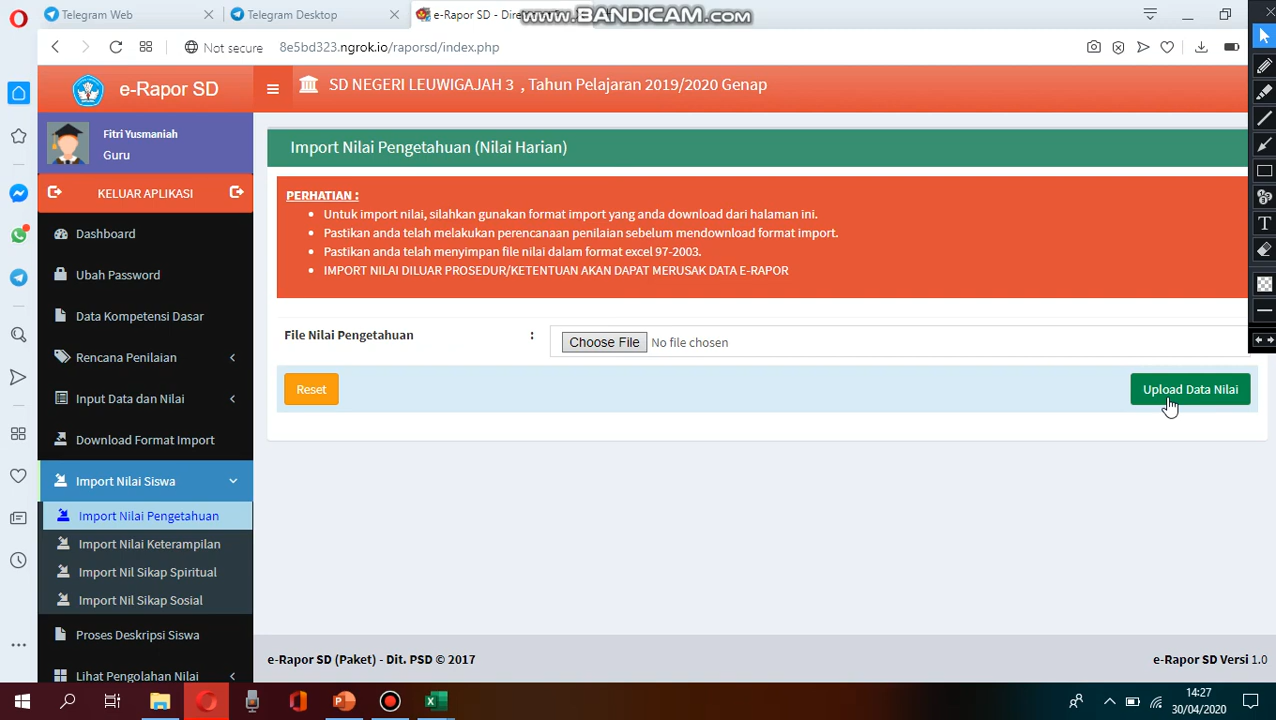 Telegram Web
Telegram Desktop
e-Rapor SD - Dire
www.BANDICAM.com
Not secure
8e5bd323.ngrok.io/raporsd/index.php
e-Rapor SD
SD NEGERI LEUWIGAJAH 3 , Tahun Pelajaran 2019/2020 Genap
Fitri Yusmaniah
Guru
KELUAR APLIKASI
Dashboard
Ubah Password
Data Kompetensi Dasar
Rencana Penilaian
Input Data dan Nilai
Download Format Import
Import Nilai Siswa
Import Nilai Pengetahuan
Import Nilai Keterampilan
Import Nil Sikap Spiritual
Import Nil Sikap Sosial
Proses Deskripsi Siswa
Lihat Pengolahan Nilai
Import Nilai Pengetahuan (Nilai Harian)
PERHATIAN :
Untuk import nilai, silahkan gunakan format import yang anda download dari halaman ini.
Pastikan anda telah melakukan perencanaan penilaian sebelum mendownload format import.
Pastikan anda telah menyimpan file nilai dalam format excel 97-2003.
IMPORT NILAI DILUAR PROSEDUR/KETENTUAN AKAN DAPAT MERUSAK DATA E-RAPOR
File Nilai Pengetahuan :
Choose File No file chosen
Reset
Upload Data Nilai
e-Rapor SD (Paket) - Dit. PSD © 2017
e-Rapor SD Versi 1.0
14:27
30/04/2020